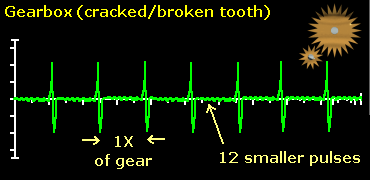 Gearbox (cracked/broken tooth)
→ 1X ←
of gear
12 smaller pulses